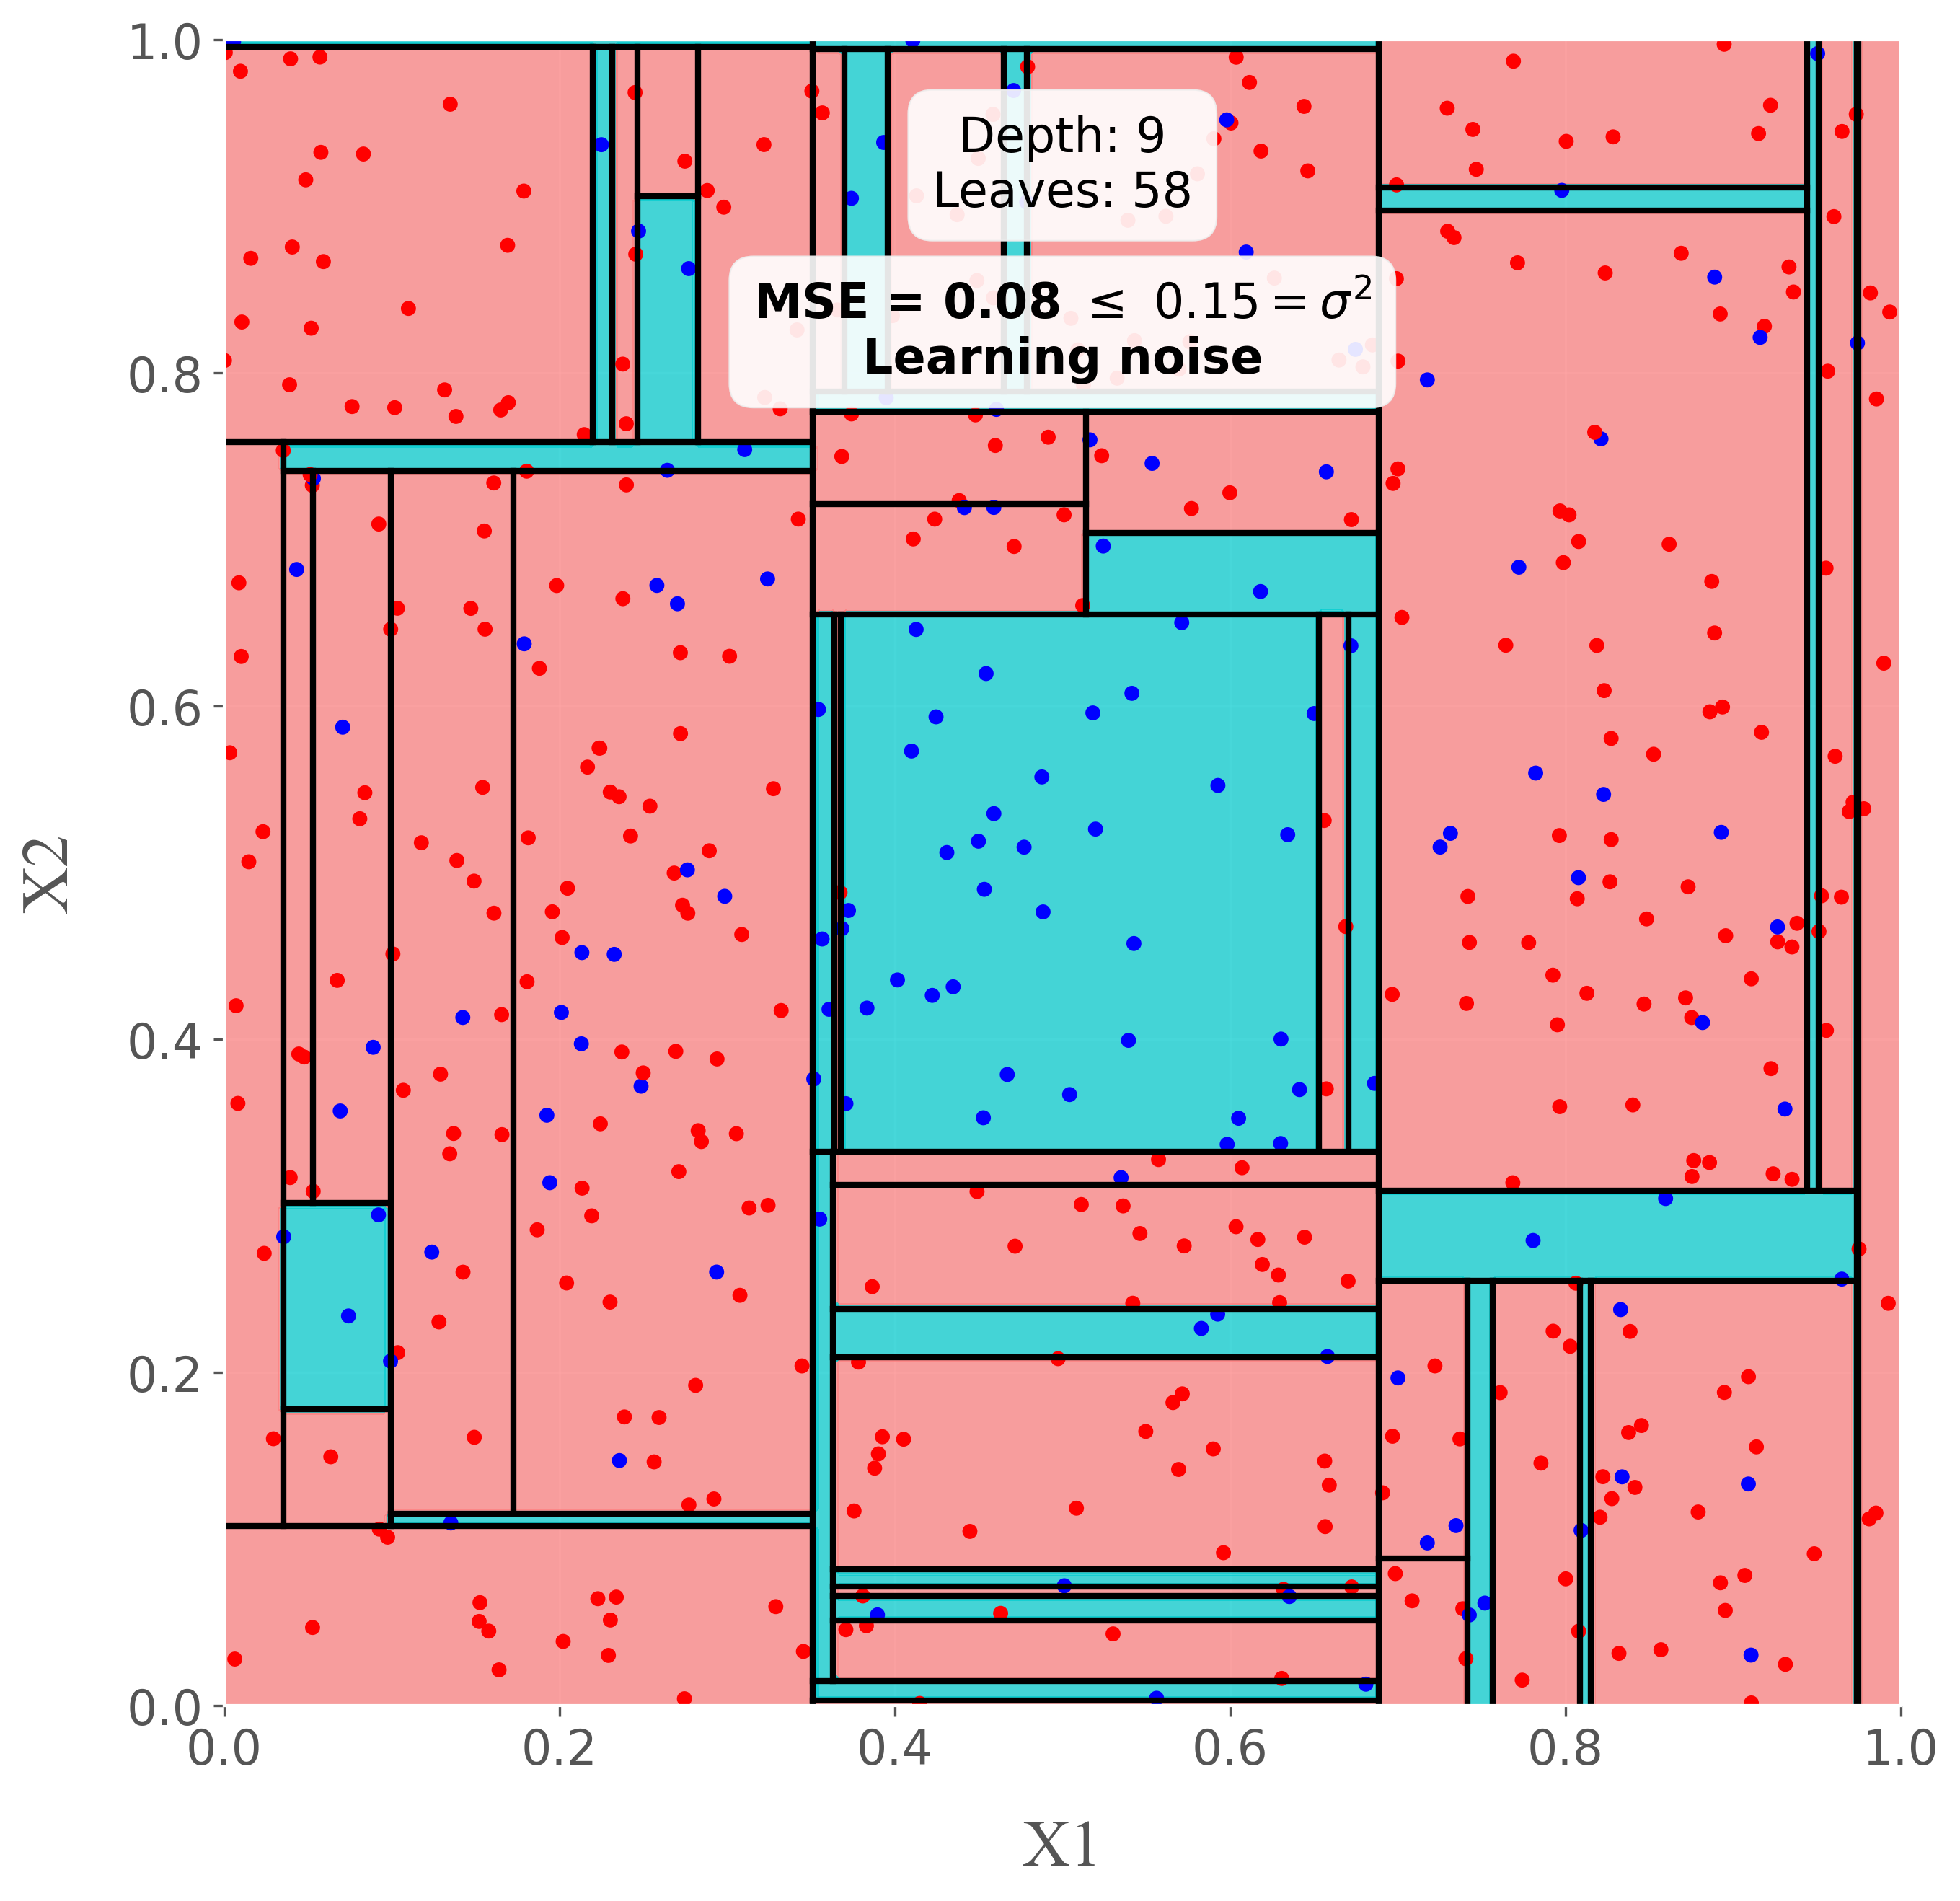 1.0
0.8
0.6
0.4
0.2
0.0
X2
Depth: 9
Leaves: 58
MSE = 0.08 ≤ 0.15 = σ²
Learning noise
0.0 0.2 0.4 0.6 0.8 1.0
X1